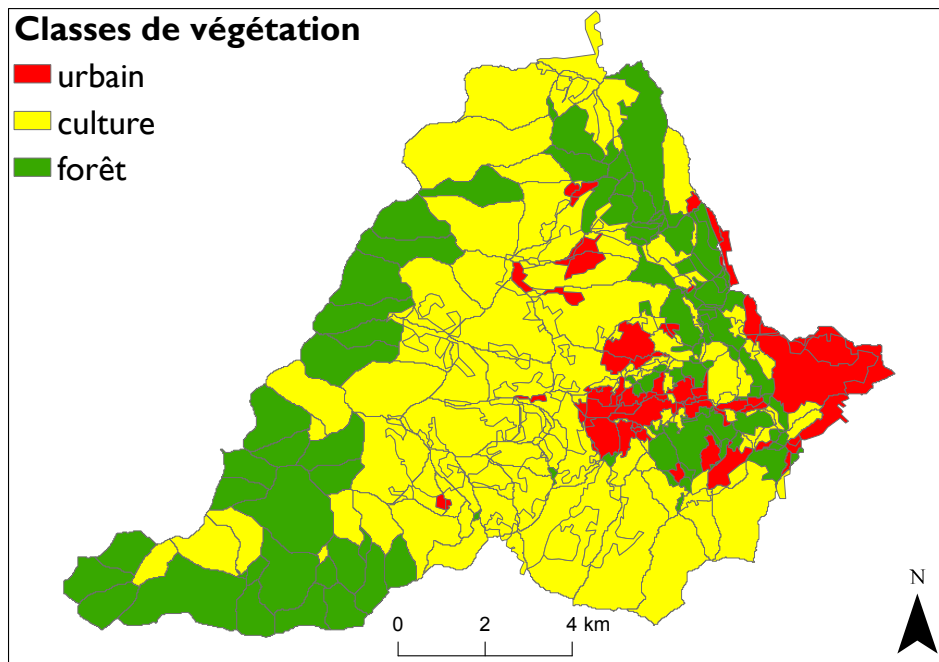 Classes de végétation
urbain
culture
forêt
N
0 2 4 km